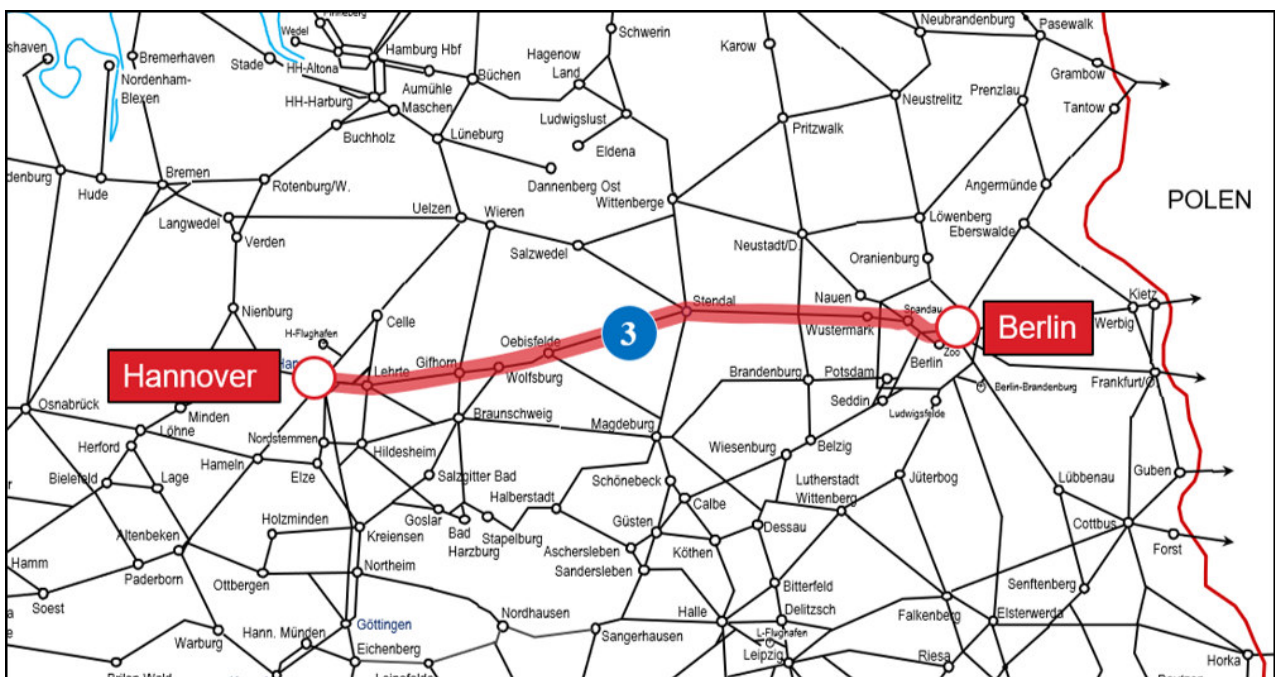 Neubrandenburg
Pasewalk
Schwerin
Wedel
Karow
Hamburg Hbf
Hagenow
Land
shaven
Bremerhaven
Stade
HH-Altona
Büchen
Grambow
Nordenham-
Blexen
Aumühle
HH-Harburg
Maschen
Neustrelitz
Prenzlau
Tantow
Ludwigslust
Pritzwalk
Buchholz
Lüneburg
Eldena
denburg
Bremen
Hude
Rotenburg/W.
Dannenberg Ost
Wittenberge
Angermünde
POLEN
Langwedel
Uelzen
Wieren
Löwenberg
Eberswalde
Verden
Salzwedel
Neustadt/D.
Oranienburg
Nienburg
Celle
Stendal
Nauen
Spandau
Kietz
H-Flughafen
Oebisfelde
3
Wustermark
Berlin
Werbig
Hannover
Lehrte
Gifhorn
Wolfsburg
Berlin
Zoo
Brandenburg
Potsdam
Berlin-Brandenburg
Frankfurt/O.
Osnabrück
Minden
Löhne
Braunschweig
Magdeburg
Seddin
Ludwigsfelde
Herford
Nordstemmen
Hildesheim
Wiesenburg
Belzig
Hameln
Elze
Bielefeld
Lage
Salzgitter Bad
Halberstadt
Schönebeck
Calbe
Lutherstadt
Wittenberg
Jüterbog
Lübbenau
Guben
Holzminden
Goslar
Bad
Harzburg
Stapelburg
Güsten
Dessau
Cottbus
Altenbeken
Kreiensen
Aschersleben
Sandersleben
Köthen
Forst
Hamm
Paderborn
Ottbergen
Northeim
Bitterfeld
Senftenberg
Soest
Nordhausen
Halle
Delitzsch
Falkenberg
Elsterwerda
Göttingen
Warburg
Hann. Münden
Eichenberg
Sangerhausen
L-Flughafen
Leipzig
Riesa
Horka